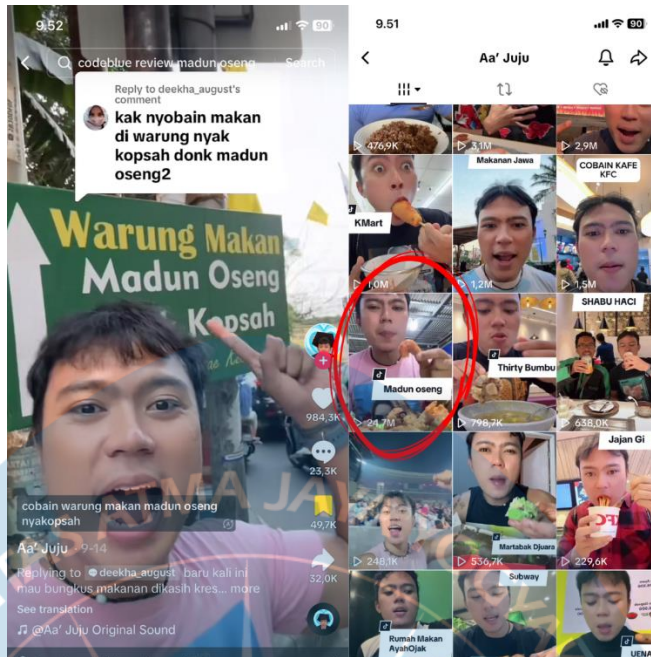 9.52
90
codeblue review madun oseng
Search
Reply to deekha_august's
comment
kak nyobain makan
di warung nyak
kopsah donk madun
oseng2
Warung Makan
Madun Oseng
Kopsah
984,3K
23,3K
49,7K
32,0K
cobain warung makan madun oseng
nyakopsah
Aa' Juju · 9-14
Replying to @deekha_august baru kali ini
mau bungkus makanan dikasih kres... more
See translation
@Aa' Juju Original Sound
9.51
90
Aa' Juju
476,9K
3,1M
2,9M
KMart
1,0M
Makanan Jawa
1,2M
COBAIN KAFE
KFC
1,5M
Madun oseng
24,7M
Thirty Bumbu
798,7K
SHABU HACI
638,0K
248,1K
Martabak Djuara
536,7K
Jajan Gi
229,6K
Rumah Makan
AyahOjak
Subway
UENA